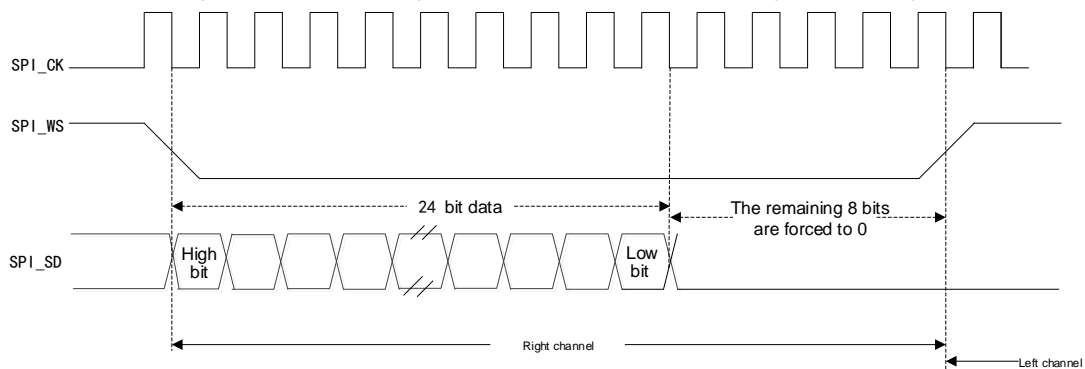 SPI_CK
SPI_WS
24 bit data
The remaining 8 bits
are forced to 0
SPI_SD
High
bit
Low
bit
Right channel
Left channel